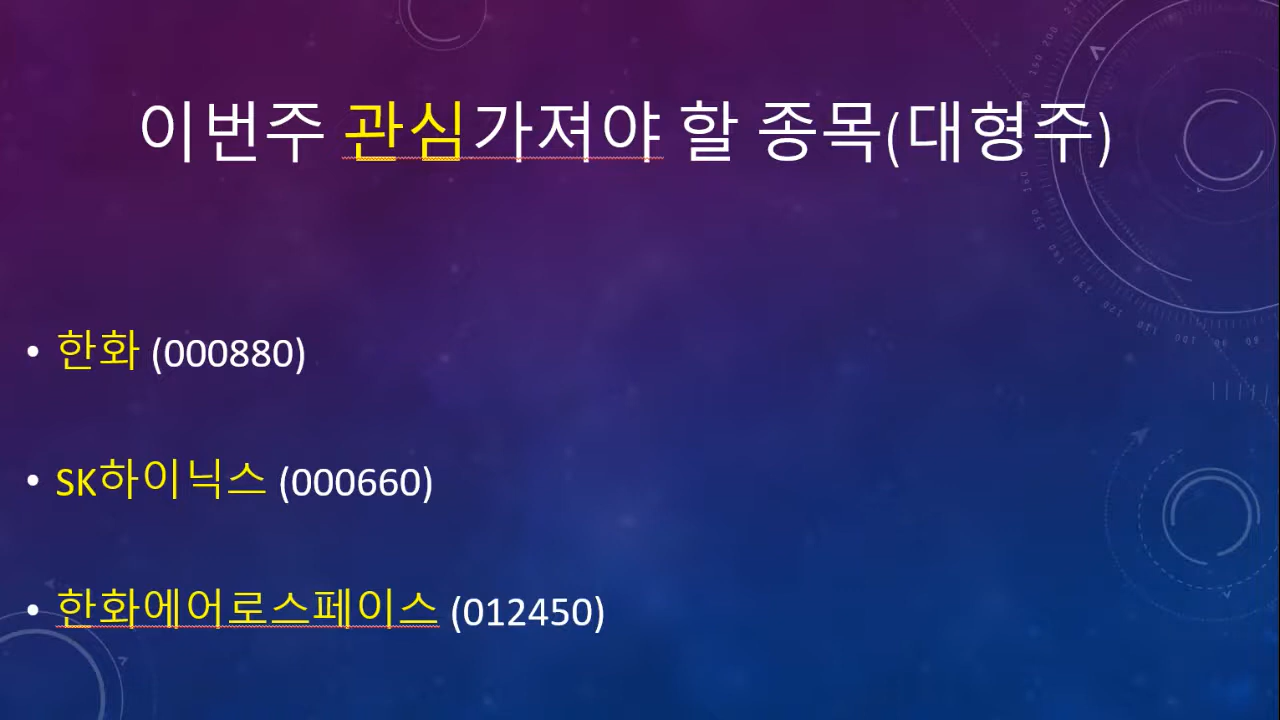 이번주 관심가져야 할 종목(대형주)
• 한화 (000880)
• SK하이닉스 (000660)
• 한화에어로스페이스 (012450)